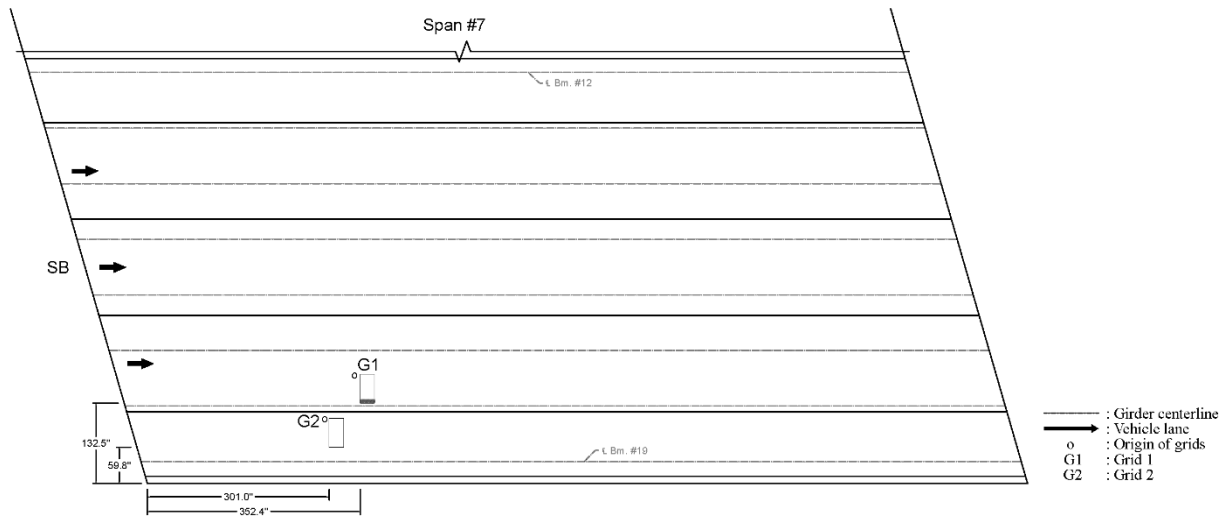 Span #7
℄ Bm. #12
SB
G1
G2
132.5"
59.8"
℄ Bm. #19
301.0"
352.4"
: Girder centerline
: Vehicle lane
o : Origin of grids
G1 : Grid 1
G2 : Grid 2